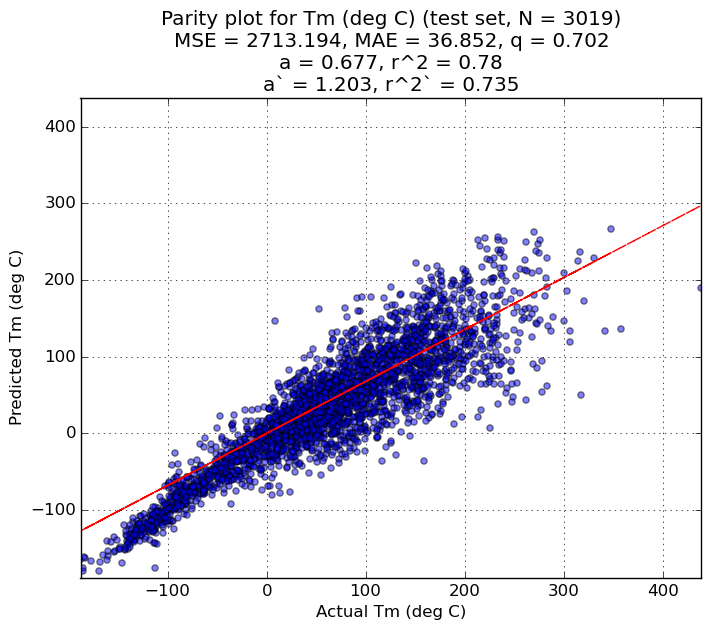 Parity plot for Tm (deg C) (test set, N = 3019)
MSE = 2713.194, MAE = 36.852, q = 0.702
a = 0.677, r^2 = 0.78
a` = 1.203, r^2` = 0.735
400
300
200
100
0
−100
Predicted Tm (deg C)
−100 0 100 200 300 400
Actual Tm (deg C)